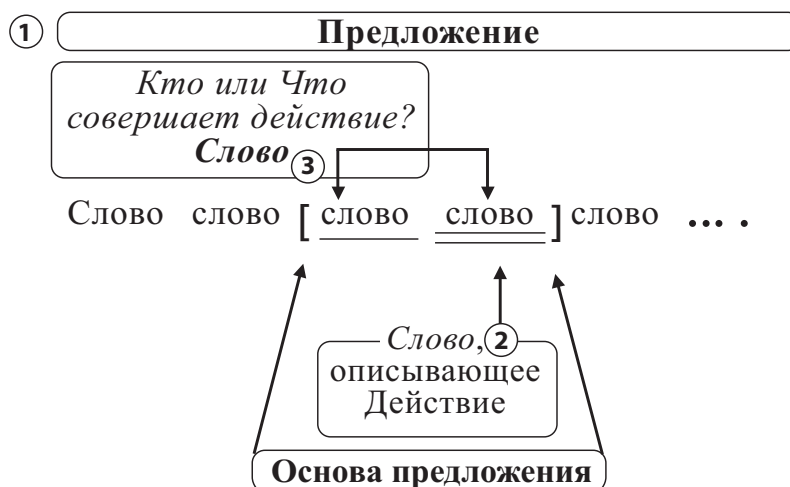 ① Предложение
Кто или Что
совершает действие?
Слово ③
Слово слово [ слово слово ] слово ... .
Слово, ②
описывающее
Действие
Основа предложения